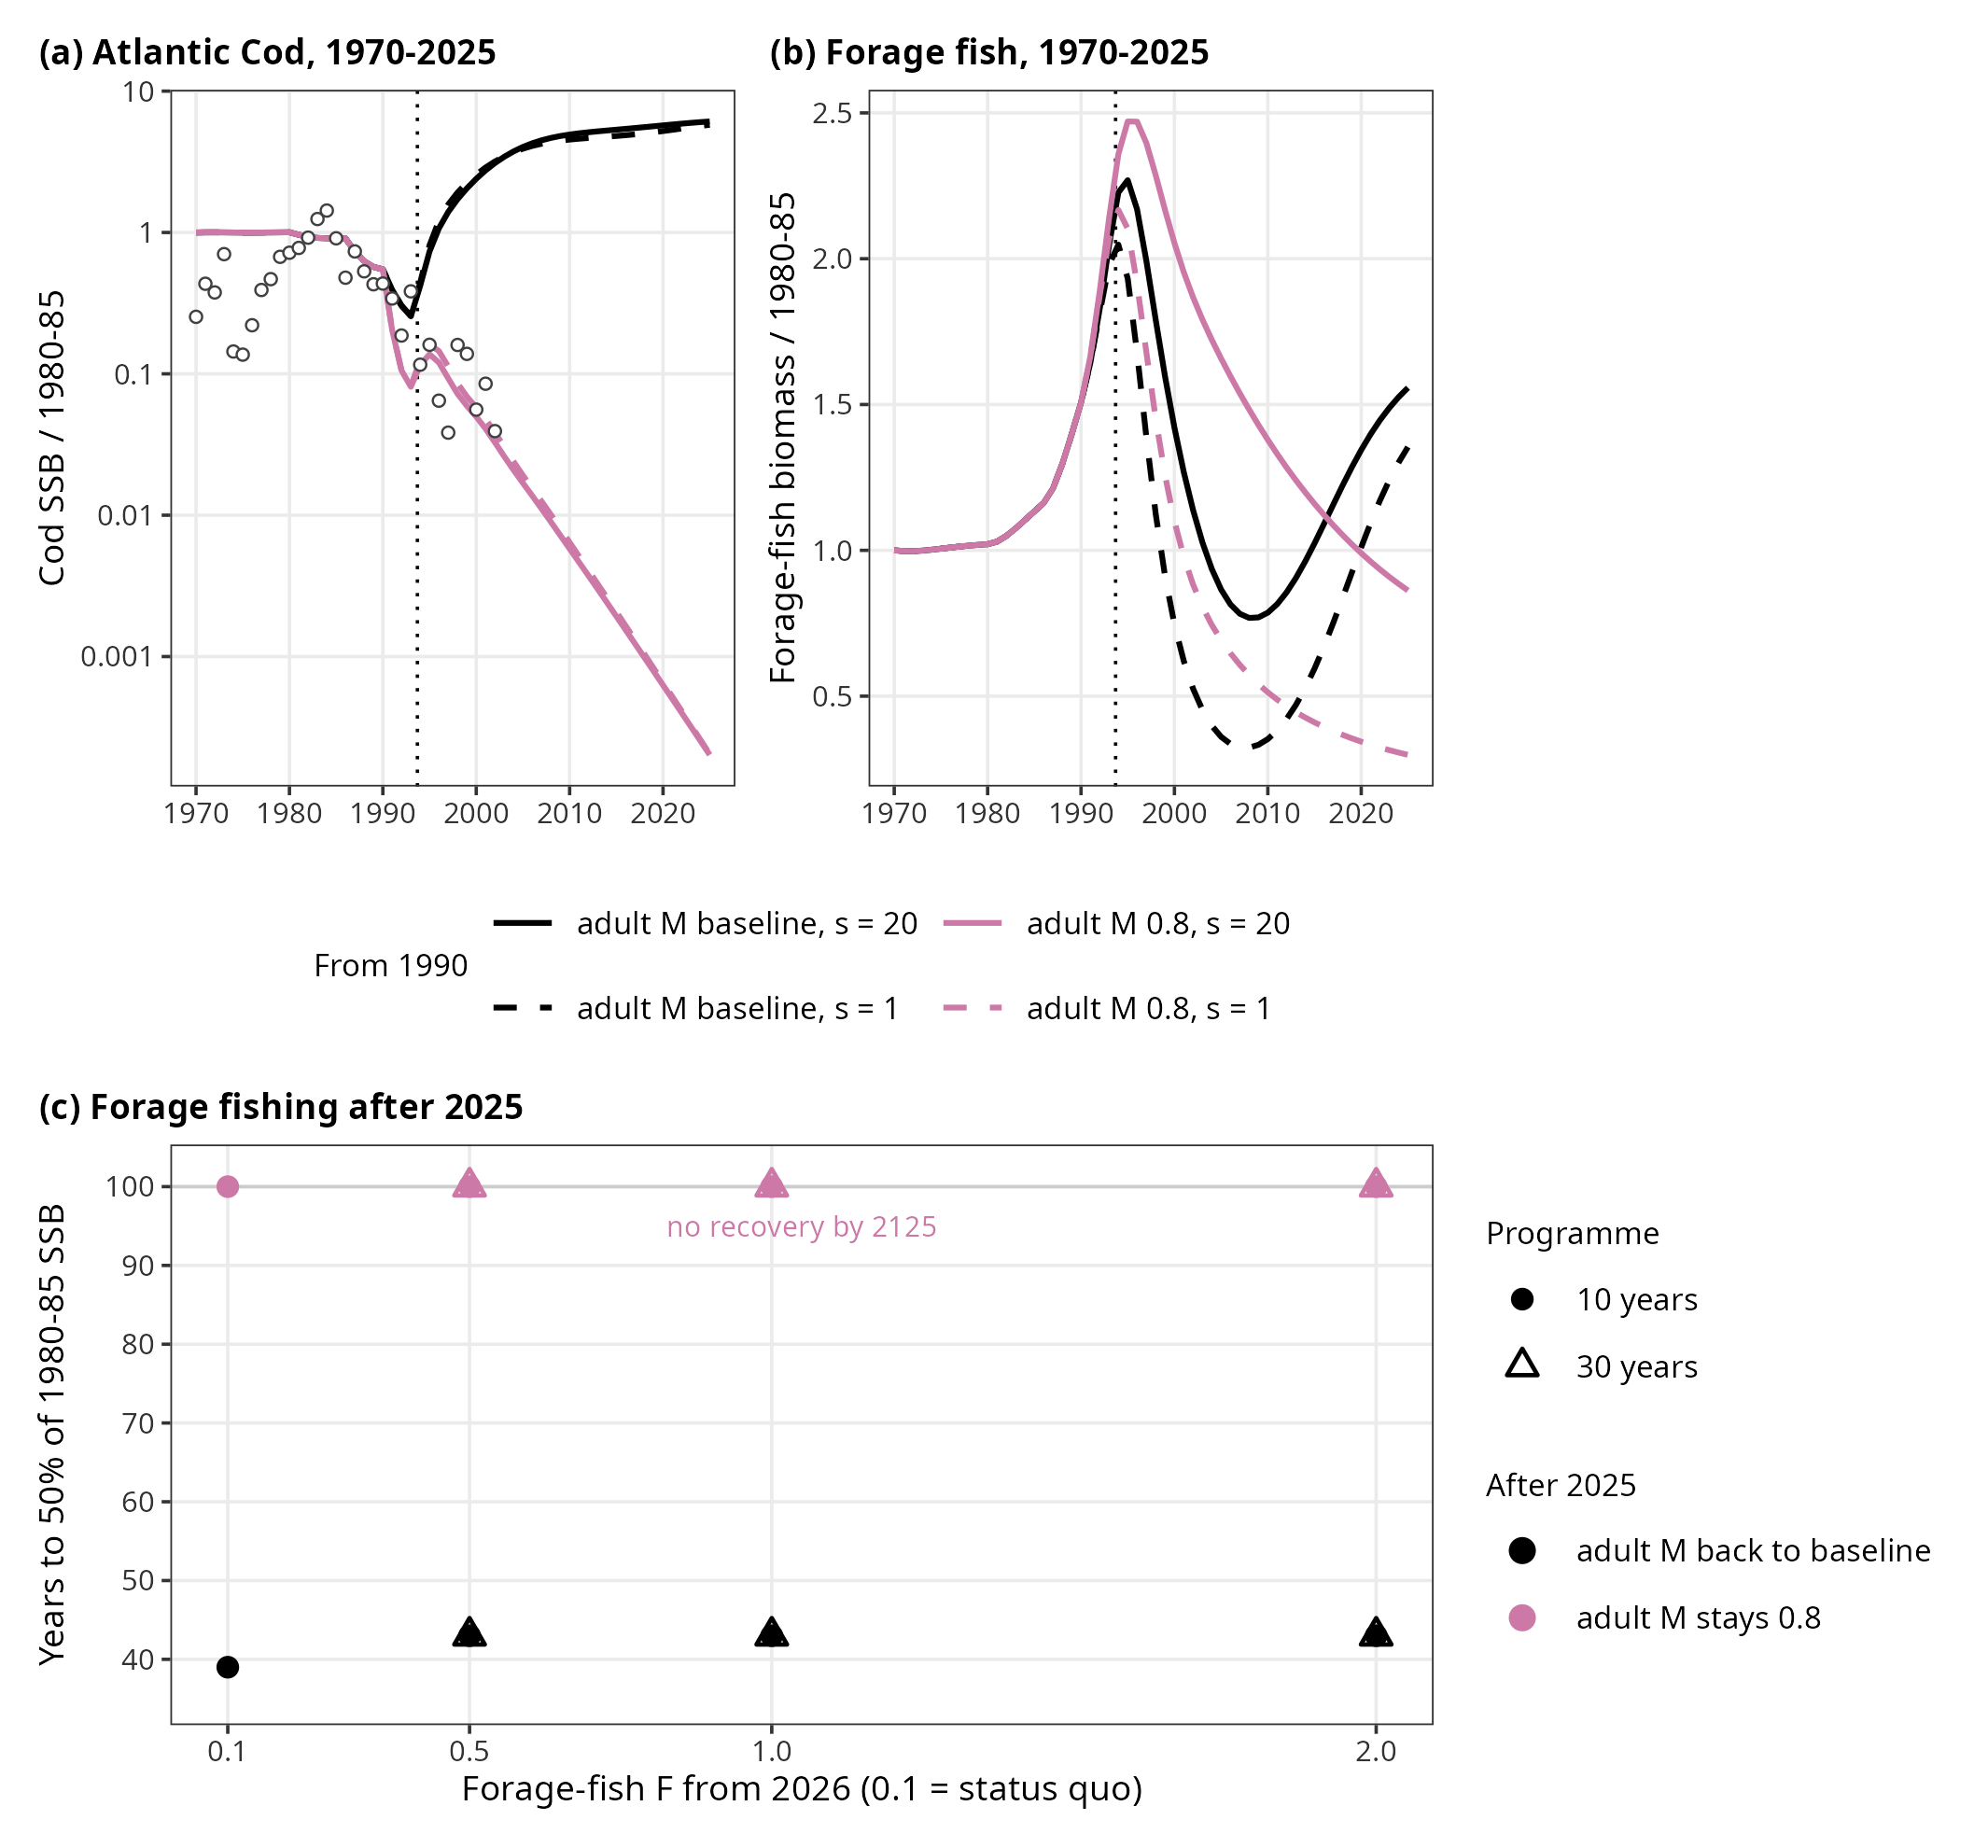 (a) Atlantic Cod, 1970-2025
10
1
0.1
0.01
0.001
Cod SSB / 1980-85
1970 1980 1990 2000 2010 2020
(b) Forage fish, 1970-2025
2.5
2.0
1.5
1.0
0.5
Forage-fish biomass / 1980-85
1970 1980 1990 2000 2010 2020
From 1990
adult M baseline, s = 20
adult M 0.8, s = 20
adult M baseline, s = 1
adult M 0.8, s = 1
(c) Forage fishing after 2025
100
90
80
70
60
50
40
Years to 50% of 1980-85 SSB
no recovery by 2125
0.1 0.5 1.0 2.0
Forage-fish F from 2026 (0.1 = status quo)
Programme
10 years
30 years
After 2025
adult M back to baseline
adult M stays 0.8